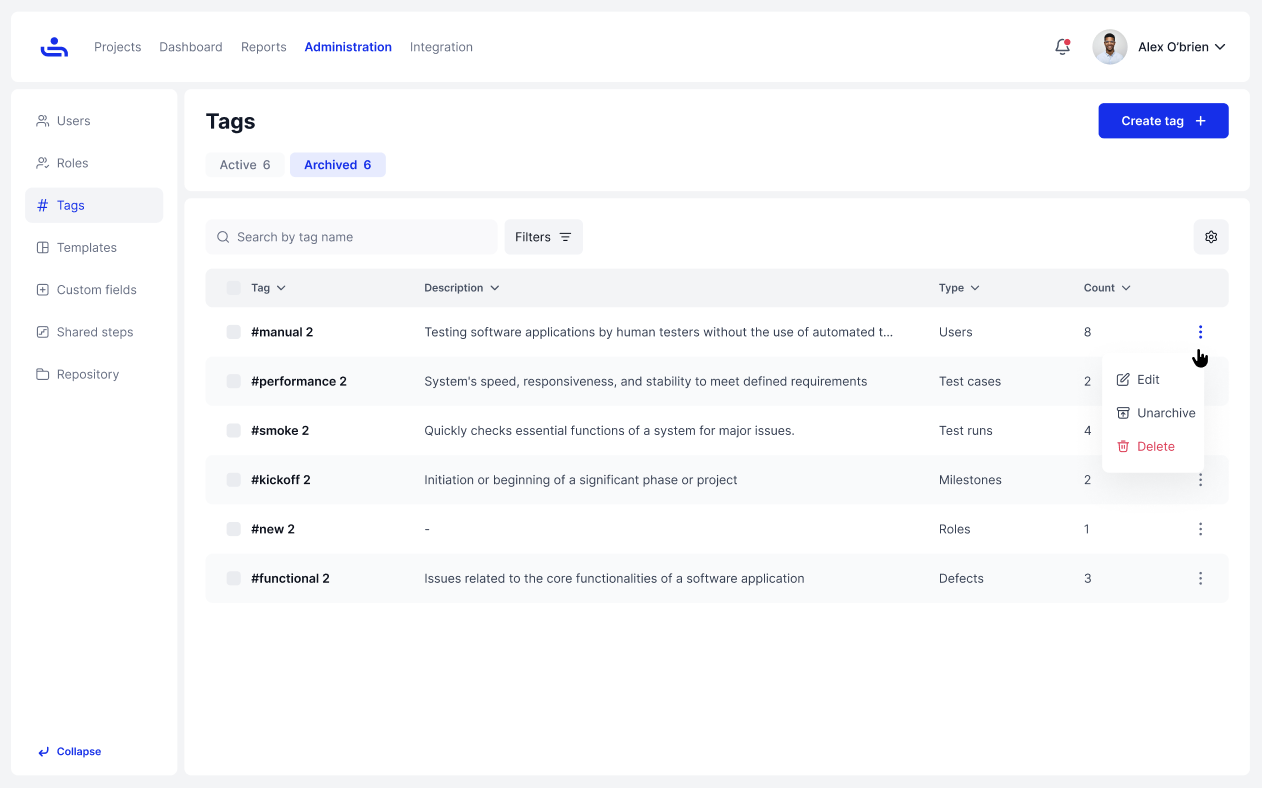 Projects Dashboard Reports Administration Integration Alex O'brien
Users
Roles
Tags
Templates
Custom fields
Shared steps
Repository
Collapse
Tags
Create tag
Active 6 Archived 6
Search by tag name Filters
Tag Description Type Count
#manual 2 Testing software applications by human testers without the use of automated t... Users 8
#performance 2 System's speed, responsiveness, and stability to meet defined requirements Test cases 2
#smoke 2 Quickly checks essential functions of a system for major issues. Test runs 4
#kickoff 2 Initiation or beginning of a significant phase or project Milestones 2
#new 2 - Roles 1
#functional 2 Issues related to the core functionalities of a software application Defects 3
Edit
Unarchive
Delete